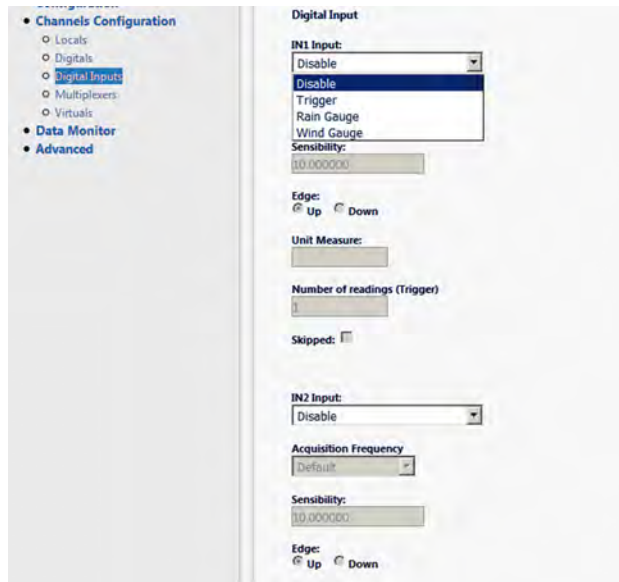 Channels Configuration
Locals
Digitals
Digital Inputs
Multiplexers
Virtuals
Data Monitor
Advanced
Digital Input
IN1 Input:
Disable
Disable
Trigger
Rain Gauge
Wind Gauge
Sensibility:
10.000000
Edge:
Up Down
Unit Measure:
Number of readings (Trigger)
1
Skipped:
IN2 Input:
Disable
Acquisition Frequency
Default
Sensibility:
10.000000
Edge:
Up Down